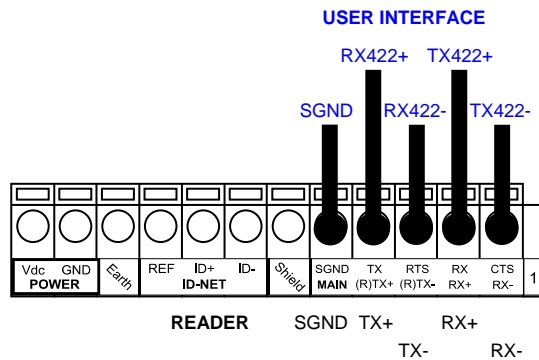 USER INTERFACE
RX422+ TX422+
SGND RX422- TX422-
Vdc GND Earth REF ID+ ID- Shield SGND TX RTS RX CTS 1
POWER ID-NET MAIN (R)TX+ (R)TX- RX+ RX-
READER SGND TX+ RX+
TX- RX-